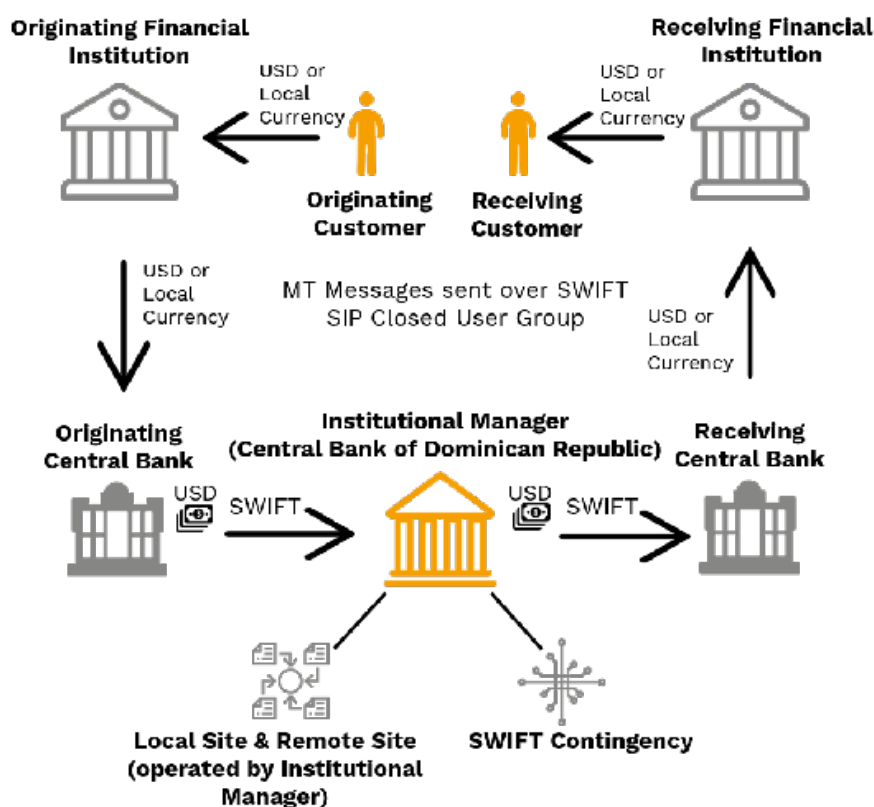 Originating Financial
Institution
Receiving Financial
Institution
USD or
Local
Currency
USD or
Local
Currency
Originating
Customer
Receiving
Customer
USD or
Local
Currency
MT Messages sent over SWIFT
SIP Closed User Group
USD or
Local
Currency
Originating
Central Bank
Institutional Manager
(Central Bank of Dominican Republic)
Receiving
Central Bank
USD
SWIFT
USD
SWIFT
Local Site & Remote Site
(operated by Institutional
Manager)
SWIFT Contingency